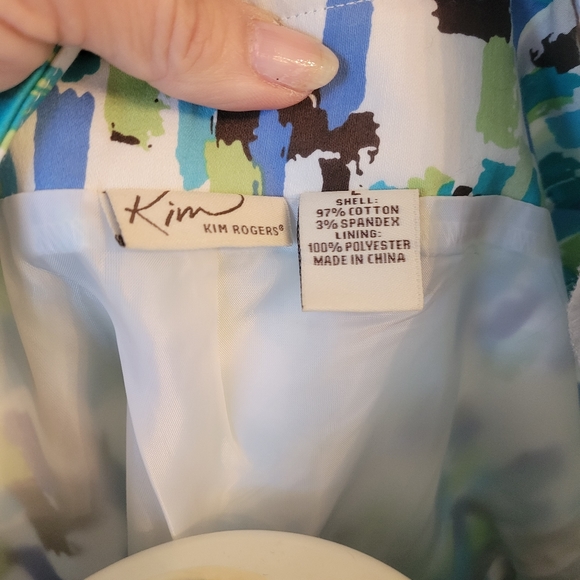 Kim
KIM ROGERS®
SHELL:
97% COTTON
3% SPANDEX
LINING:
100% POLYESTER
MADE IN CHINA